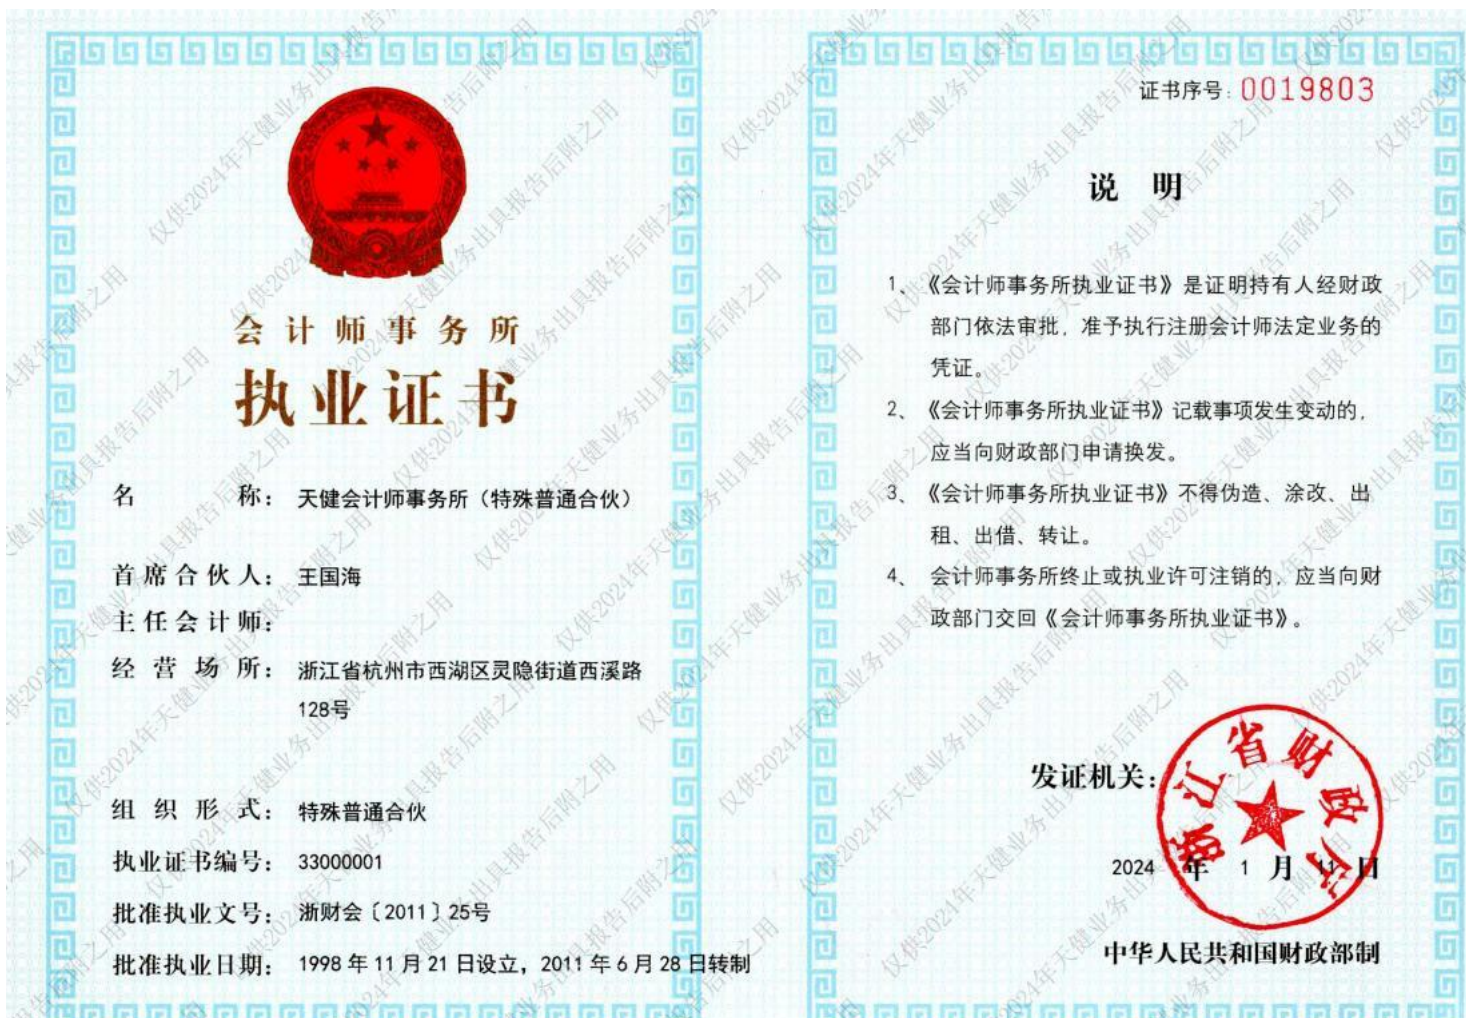 会计师事务所
执业证书
名 称： 天健会计师事务所（特殊普通合伙）
首席合伙人： 王国海
主任会计师：
经营场所： 浙江省杭州市西湖区灵隐街道西溪路
128号
组织形式： 特殊普通合伙
执业证书编号： 33000001
批准执业文号： 浙财会〔2011〕25号
批准执业日期： 1998年11月21日设立，2011年6月28日转制
证书序号：0019803
说 明
1、《会计师事务所执业证书》是证明持有人经财政
部门依法审批，准予执行注册会计师法定业务的
凭证。
2、《会计师事务所执业证书》记载事项发生变动的，
应当向财政部门申请换发。
3、《会计师事务所执业证书》不得伪造、涂改、出
租、出借、转让。
4、会计师事务所终止或执业许可注销的，应当向财
政部门交回《会计师事务所执业证书》。
发证机关：
浙江省财政厅
2024年1月11日
中华人民共和国财政部制
仅供2024年天健业务出具报告后附之用